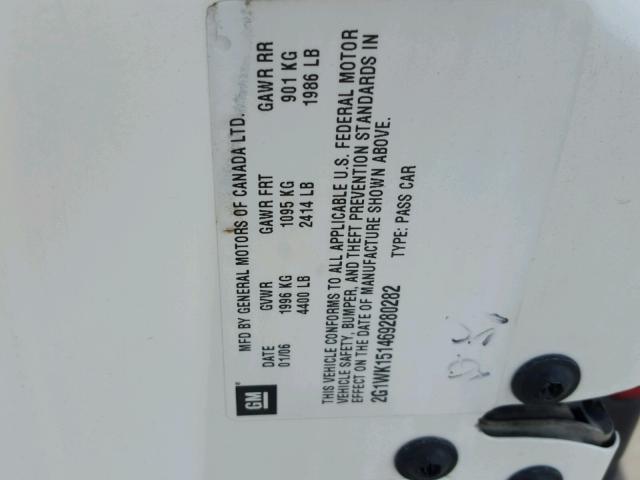 GM
MFD BY GENERAL MOTORS OF CANADA LTD.
DATE GVWR GAWR FRT GAWR RR
01/06 1996 KG 1095 KG 901 KG
4400 LB 2414 LB 1986 LB
THIS VEHICLE CONFORMS TO ALL APPLICABLE U.S. FEDERAL MOTOR
VEHICLE SAFETY, BUMPER, AND THEFT PREVENTION STANDARDS IN
EFFECT ON THE DATE OF MANUFACTURE SHOWN ABOVE.
2G1WK151469280282 TYPE: PASS CAR